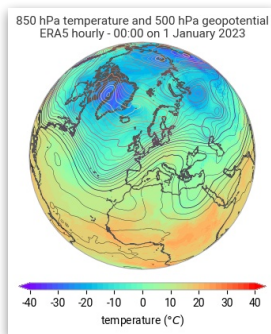 850 hPa temperature and 500 hPa geopotential
ERA5 hourly - 00:00 on 1 January 2023
-40 -30 -20 -10 0 10 20 30 40
temperature (°C)